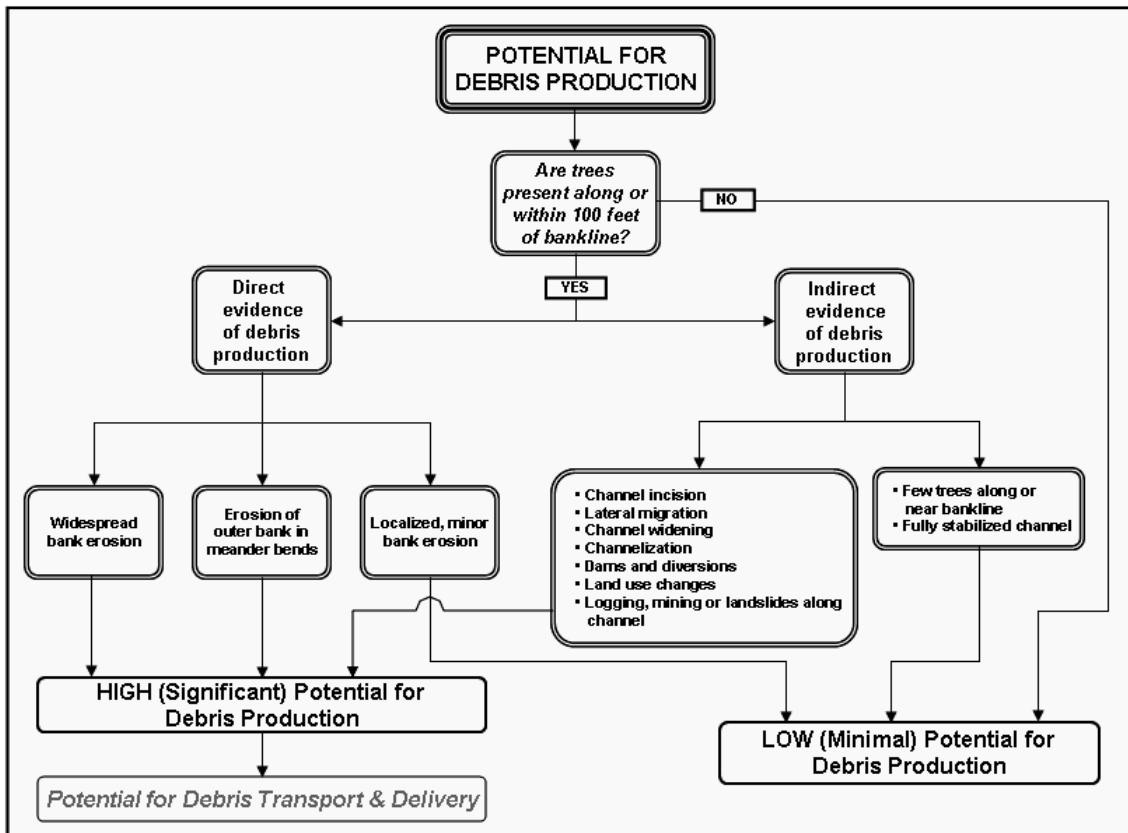 POTENTIAL FOR
DEBRIS PRODUCTION
Are trees
present along or
within 100 feet
of bankline?
NO
YES
Direct
evidence
of debris
production
Indirect
evidence
of debris
production
Widespread
bank erosion
Erosion of
outer bank in
meander bends
Localized, minor
bank erosion
▪ Channel incision
▪ Lateral migration
▪ Channel widening
▪ Channelization
▪ Dams and diversions
▪ Land use changes
▪ Logging, mining or landslides along
channel
▪ Few trees along or
near bankline
▪ Fully stabilized channel
HIGH (Significant) Potential for
Debris Production
LOW (Minimal) Potential for
Debris Production
Potential for Debris Transport & Delivery